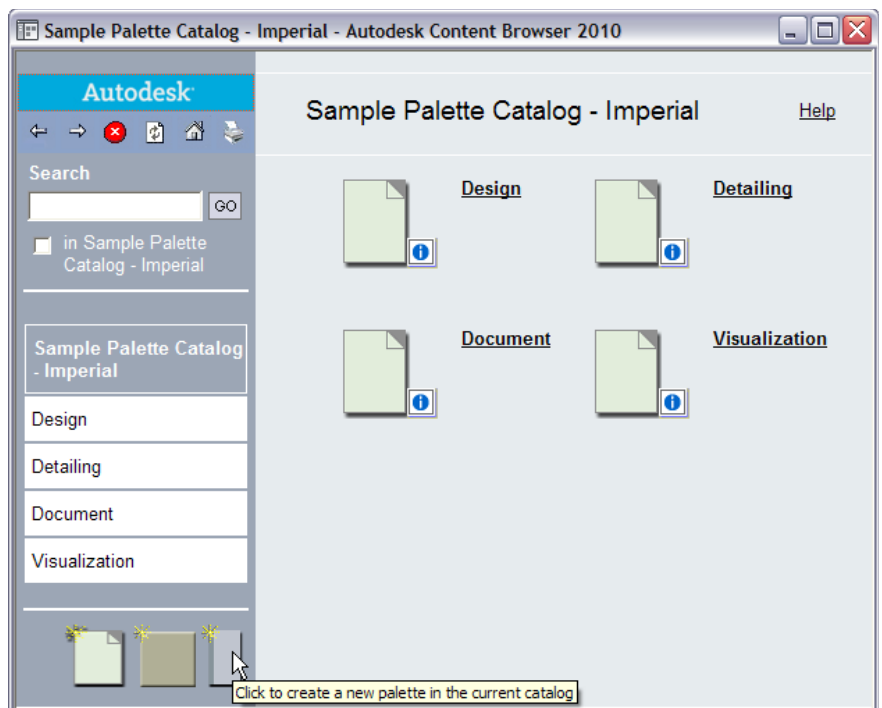 Sample Palette Catalog - Imperial - Autodesk Content Browser 2010
Autodesk
Sample Palette Catalog - Imperial
Help
Search
GO
in Sample Palette
Catalog - Imperial
Sample Palette Catalog
- Imperial
Design
Detailing
Document
Visualization
Design
Detailing
Document
Visualization
Click to create a new palette in the current catalog